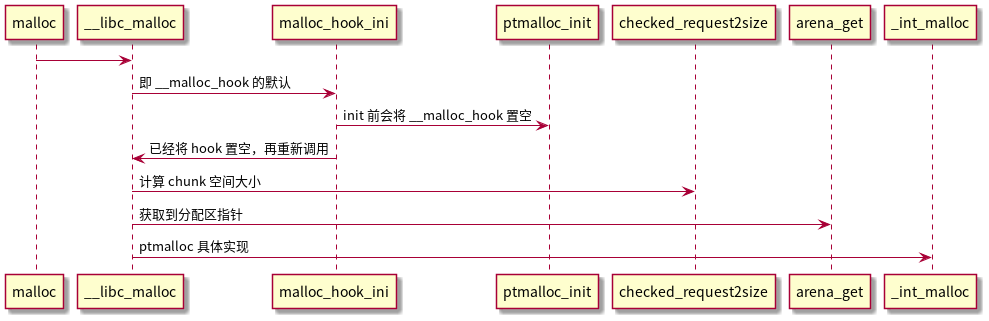 malloc
__libc_malloc
malloc_hook_ini
ptmalloc_init
checked_request2size
arena_get
_int_malloc
即 __malloc_hook 的默认
init 前会将 __malloc_hook 置空
已经将 hook 置空，再重新调用
计算 chunk 空间大小
获取到分配区指针
ptmalloc 具体实现
malloc
__libc_malloc
malloc_hook_ini
ptmalloc_init
checked_request2size
arena_get
_int_malloc